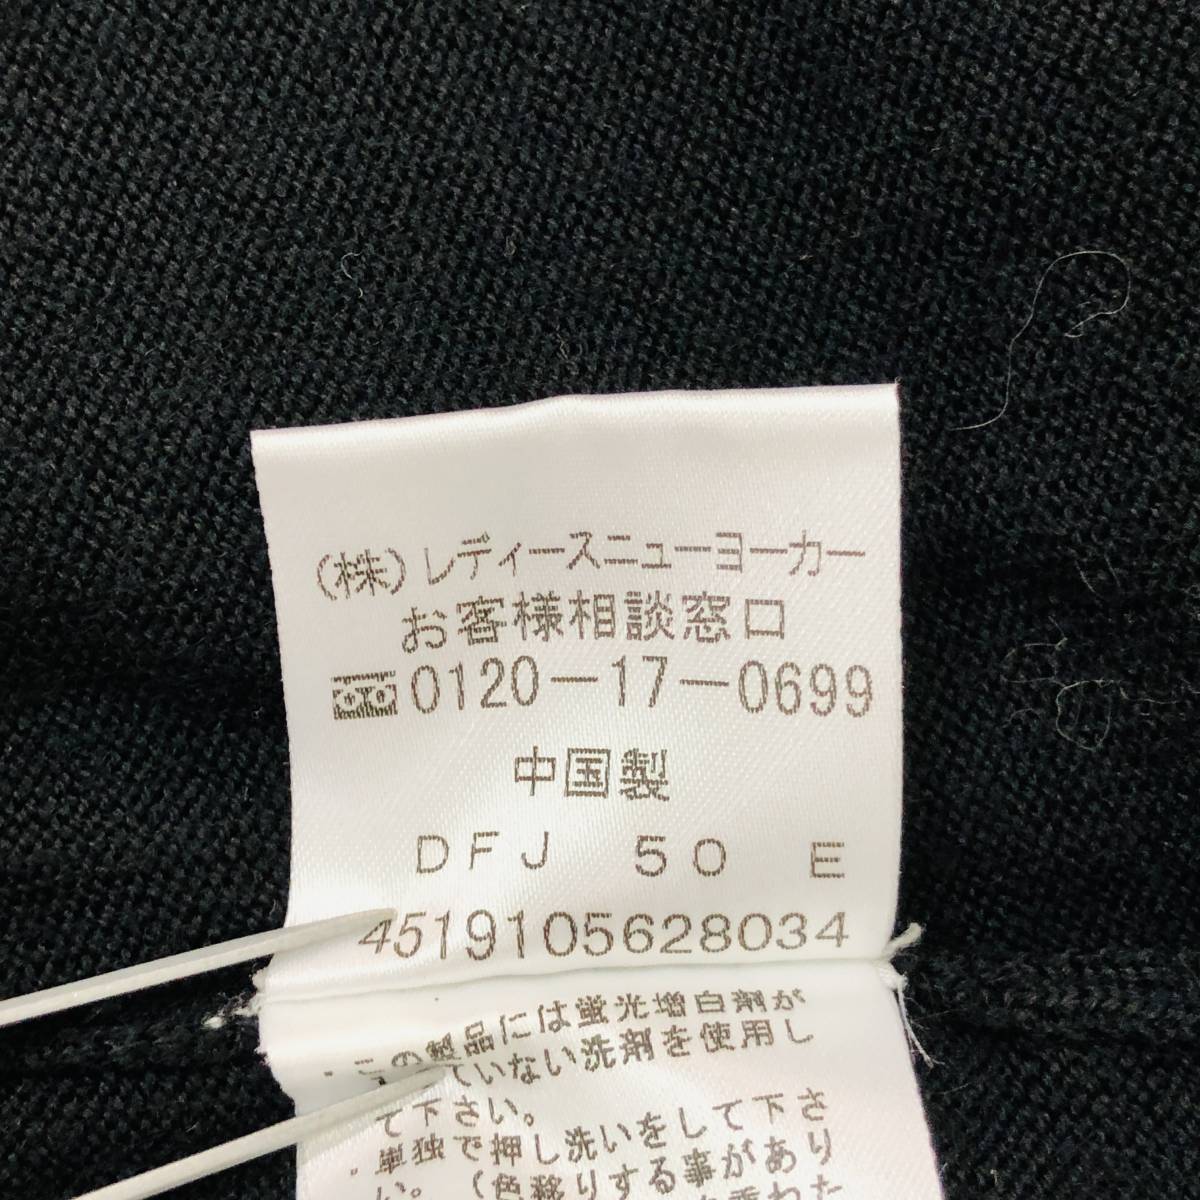 (株)レディースニューヨーカー
お客様相談窓口
0120-17-0699
中国製
DFJ 50 E
4519105628034
・この製品には蛍光増白剤が
ていない洗剤を使用し
て下さい。
・単独で押し洗いをして下さ
い。(色移りする事があり